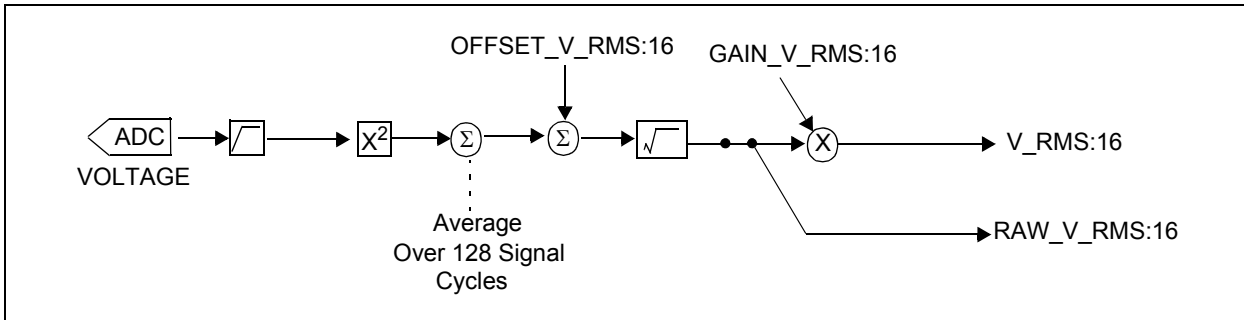 OFFSET_V_RMS:16
GAIN_V_RMS:16
ADC
X²
Σ
Σ
√
X
V_RMS:16
VOLTAGE
RAW_V_RMS:16
Average
Over 128 Signal
Cycles